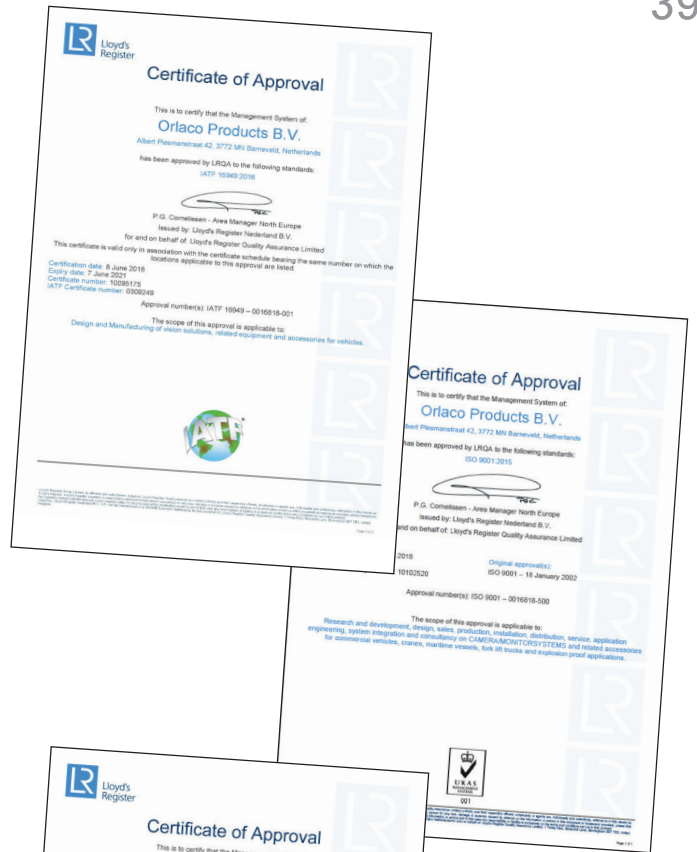 39
Lloyd's
Register
Certificate of Approval
This is to certify that the Management System of:
Orlaco Products B.V.
Albert Plesmanstraat 42, 3772 MN Barneveld, Netherlands
has been approved by LRQA to the following standards:
IATF 16949:2016
P.G. Cornelissen - Area Manager North Europe
Issued by: Lloyd's Register Nederland B.V.
for and on behalf of: Lloyd's Register Quality Assurance Limited
This certificate is valid only in association with the certificate schedule bearing the same number on which the
locations applicable to this approval are listed.
Certification date: 8 June 2018
Expiry date: 7 June 2021
Certificate number: 10095175
IATF Certificate number: 0309249
Approval number(s): IATF 16949 – 0016818-001
The scope of this approval is applicable to:
Design and Manufacturing of vision solutions, related equipment and accessories for vehicles.
IATF
Page 1 of 2
Certificate of Approval
This is to certify that the Management System of:
Orlaco Products B.V.
bert Plesmanstraat 42, 3772 MN Barneveld, Netherlands
has been approved by LRQA to the following standards:
ISO 9001:2015
P.G. Cornelissen - Area Manager North Europe
Issued by: Lloyd's Register Nederland B.V.
and on behalf of: Lloyd's Register Quality Assurance Limited
2018
Original approval(s):
10102520
ISO 9001 – 18 January 2002
Approval number(s): ISO 9001 – 0016818-500
The scope of this approval is applicable to:
Research and development, design, sales, production, installation, distribution, service, application
engineering, system integration and consultancy on CAMERA/MONITORSYSTEMS and related accessories
for commercial vehicles, cranes, maritime vessels, fork lift trucks and explosion proof applications.
UKAS
MANAGEMENT
SYSTEMS
001
Page 1 of 1
Lloyd's
Register
Certificate of Approval
This is to certify that the